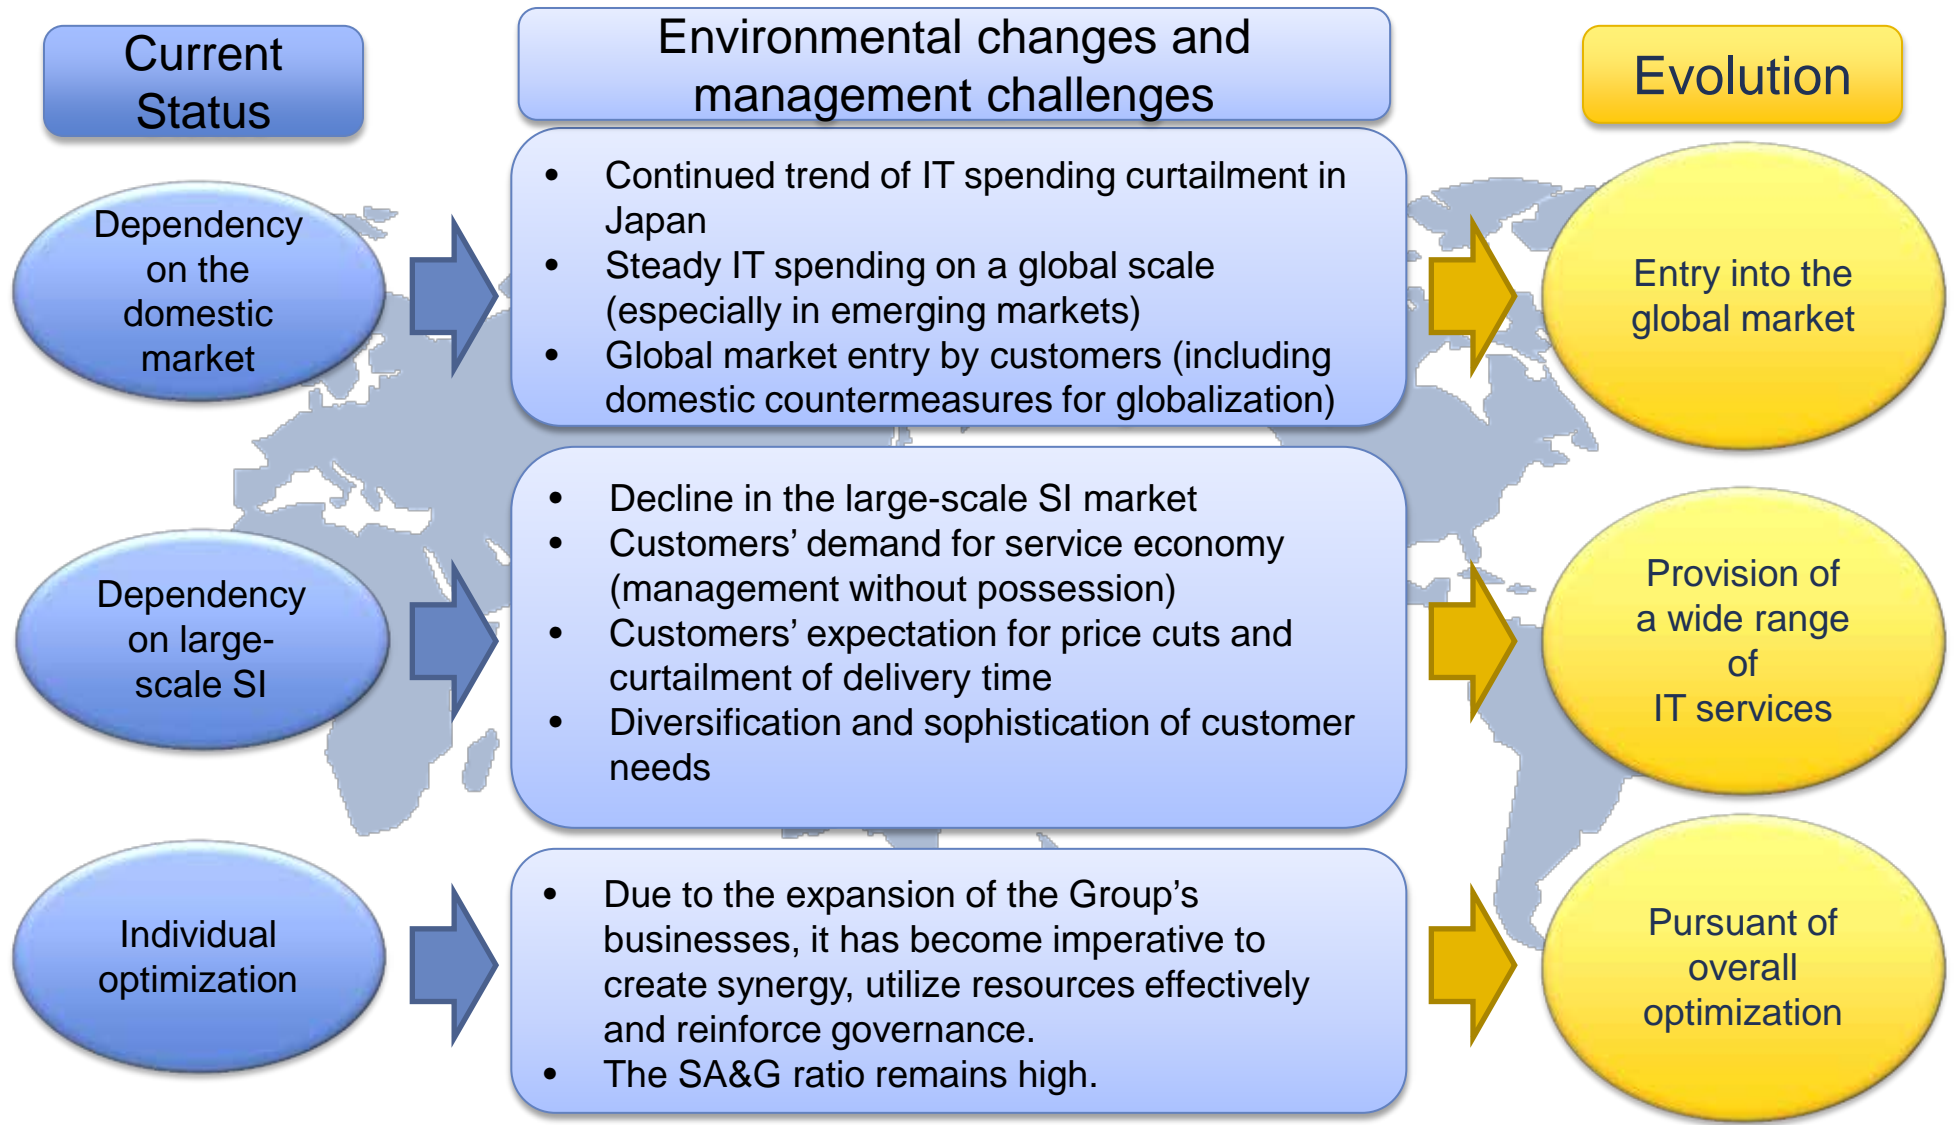 Current
Status
Environmental changes and
management challenges
Evolution
Dependency
on the
domestic
market
• Continued trend of IT spending curtailment in
Japan
• Steady IT spending on a global scale
(especially in emerging markets)
• Global market entry by customers (including
domestic countermeasures for globalization)
Entry into the
global market
Dependency
on large-
scale SI
• Decline in the large-scale SI market
• Customers’ demand for service economy
(management without possession)
• Customers’ expectation for price cuts and
curtailment of delivery time
• Diversification and sophistication of customer
needs
Provision of
a wide range
of
IT services
Individual
optimization
• Due to the expansion of the Group’s
businesses, it has become imperative to
create synergy, utilize resources effectively
and reinforce governance.
• The SA&G ratio remains high.
Pursuant of
overall
optimization